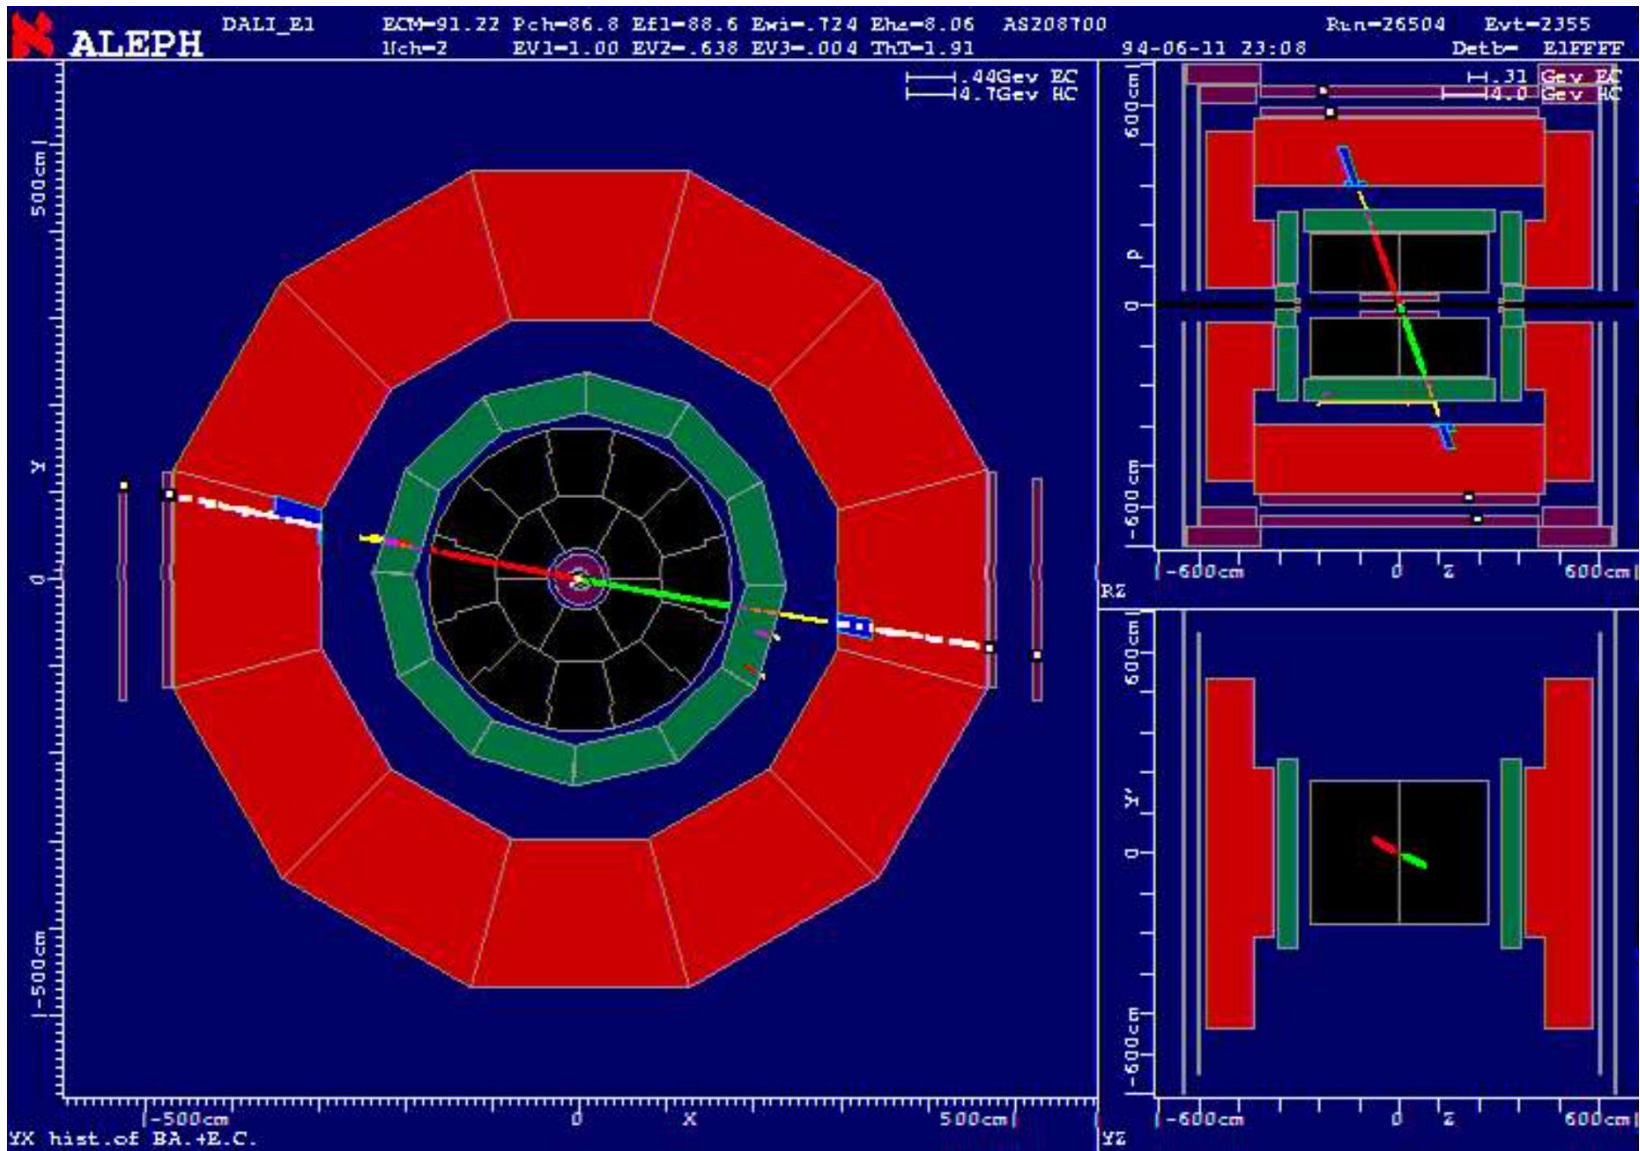 ALEPH DALI_E1 ECM=91.22 Pch=86.8 Efl=88.6 Ewi=.724 Eha=8.06 AS208700 Run=26504 Evt=2355
Nch=2 EV1=1.00 EV2=.638 EV3=.004 ThT=1.91 94-06-11 23:08 Detb= E1FFFF
.44Gev EC
4.7Gev HC
.31 Gev EC
4.0 Gev HC
500cm
Y
0
-500cm
-500cm 0 X 500cm
YX hist.of BA.+E.C.
600cm
ρ
0
-600cm
RZ
-600cm 0 Z 600cm
600cm
Y'
0
-600cm
YZ
-600cm 0 Z 600cm